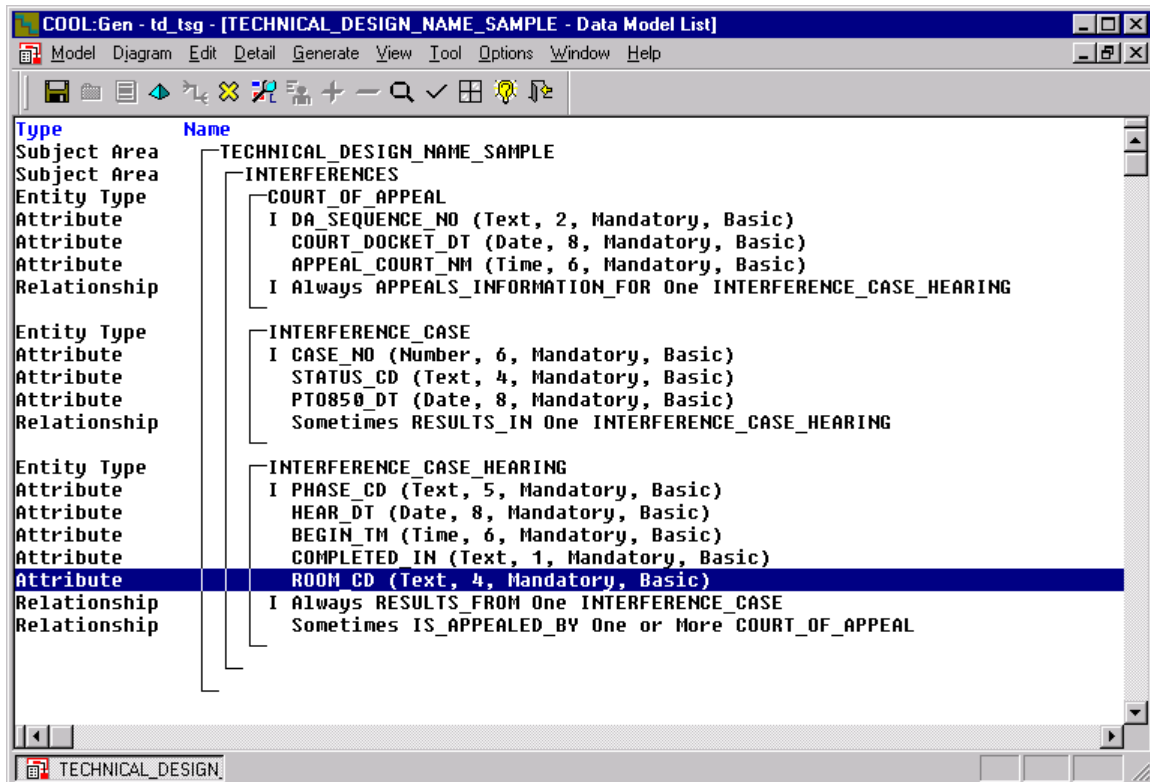 COOL:Gen - td_tsg - [TECHNICAL_DESIGN_NAME_SAMPLE - Data Model List]
Model Diagram Edit Detail Generate View Tool Options Window Help
Type Name
Subject Area TECHNICAL_DESIGN_NAME_SAMPLE
Subject Area INTERFERENCES
Entity Type COURT_OF_APPEAL
Attribute I DA_SEQUENCE_NO (Text, 2, Mandatory, Basic)
Attribute COURT_DOCKET_DT (Date, 8, Mandatory, Basic)
Attribute APPEAL_COURT_NM (Time, 6, Mandatory, Basic)
Relationship I Always APPEALS_INFORMATION_FOR One INTERFERENCE_CASE_HEARING
Entity Type INTERFERENCE_CASE
Attribute I CASE_NO (Number, 6, Mandatory, Basic)
Attribute STATUS_CD (Text, 4, Mandatory, Basic)
Attribute PTO850_DT (Date, 8, Mandatory, Basic)
Relationship Sometimes RESULTS_IN One INTERFERENCE_CASE_HEARING
Entity Type INTERFERENCE_CASE_HEARING
Attribute I PHASE_CD (Text, 5, Mandatory, Basic)
Attribute HEAR_DT (Date, 8, Mandatory, Basic)
Attribute BEGIN_TM (Time, 6, Mandatory, Basic)
Attribute COMPLETED_IN (Text, 1, Mandatory, Basic)
Attribute ROOM_CD (Text, 4, Mandatory, Basic)
Relationship I Always RESULTS_FROM One INTERFERENCE_CASE
Relationship Sometimes IS_APPEALED_BY One or More COURT_OF_APPEAL
TECHNICAL_DESIGN_